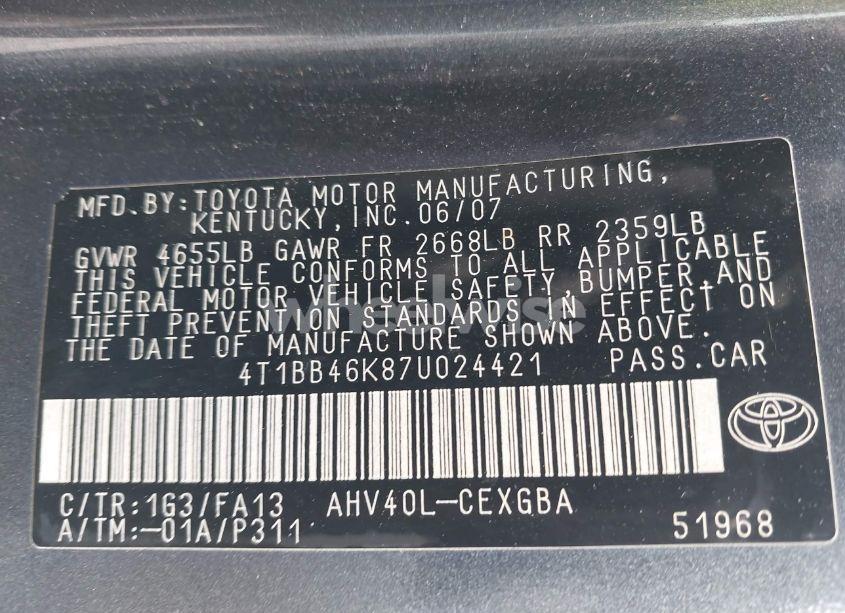 MFD.BY:TOYOTA MOTOR MANUFACTURING,
KENTUCKY,INC.06/07
GVWR 4655LB GAWR FR 2668LB RR 2359LB
THIS VEHICLE CONFORMS TO ALL APPLICABLE
FEDERAL MOTOR VEHICLE SAFETY,BUMPER,AND
THEFT PREVENTION STANDARDS IN EFFECT ON
THE DATE OF MANUFACTURE SHOWN ABOVE.
4T1BB46K87U024421 PASS.CAR
C/TR:1G3/FA13 AHV40L-CEXGBA
A/TM:-01A/P311 51968
wheelwise